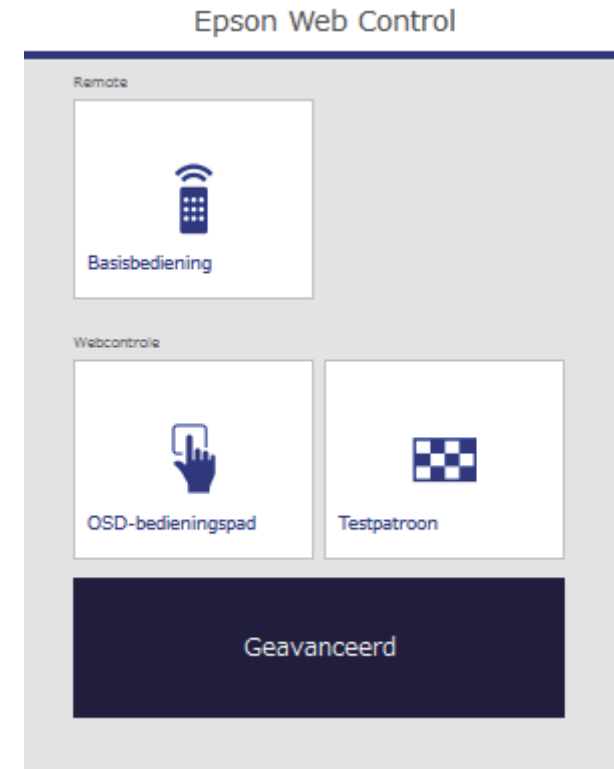 Epson Web Control
Remote
Basisbediening
Webcontrole
OSD-bedieningspad
Testpatroon
Geavanceerd